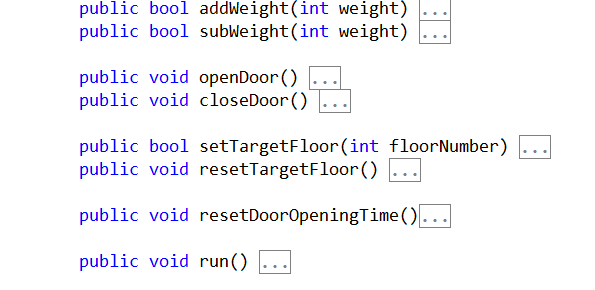 public bool addWeight(int weight) ...
public bool subWeight(int weight) ...
public void openDoor() ...
public void closeDoor() ...
public bool setTargetFloor(int floorNumber) ...
public void resetTargetFloor() ...
public void resetDoorOpeningTime()...
public void run() ...